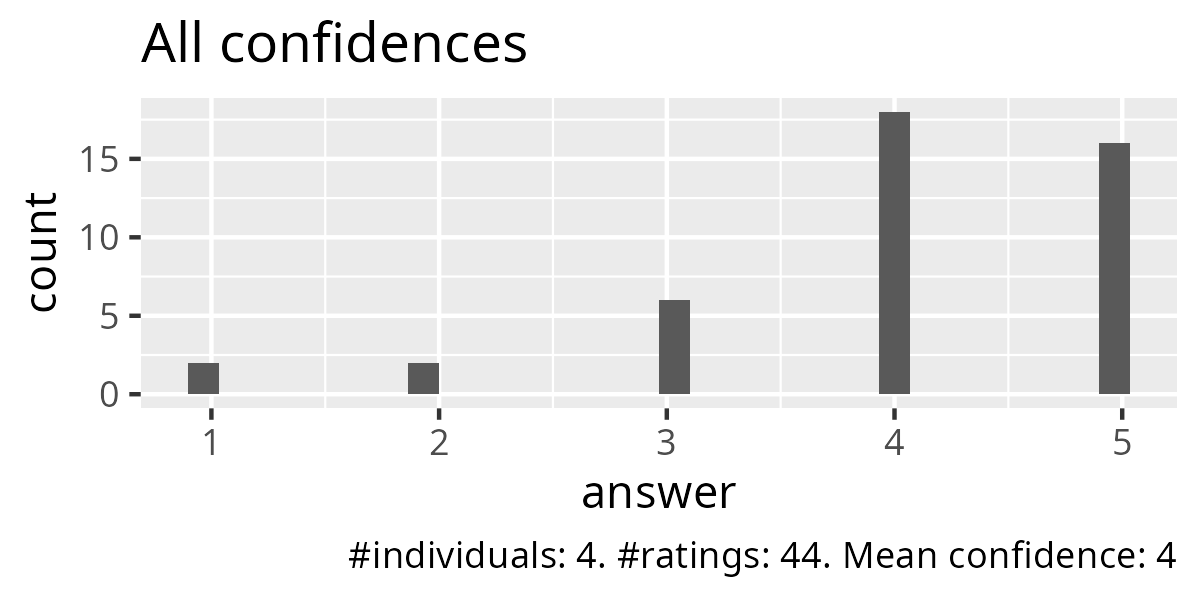 All confidences
count
15
10
5
0
1 2 3 4 5
answer
#individuals: 4. #ratings: 44. Mean confidence: 4